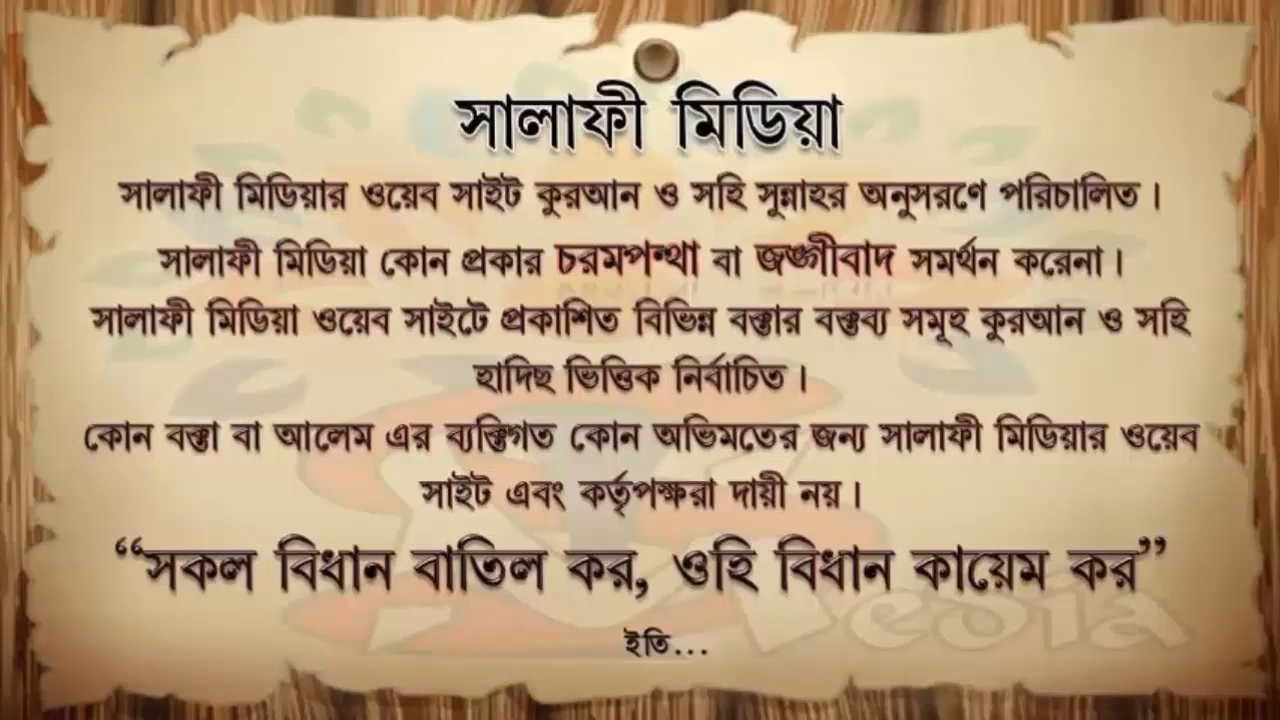 সালাফী মিডিয়া
সালাফী মিডিয়ার ওয়েব সাইট কুরআন ও সহি সুন্নাহর অনুসরণে পরিচালিত।
সালাফী মিডিয়া কোন প্রকার চরমপন্থা বা জঙ্গীবাদ সমর্থন করেনা।
সালাফী মিডিয়া ওয়েব সাইটে প্রকাশিত বিভিন্ন বক্তার বক্তব্য সমূহ কুরআন ও সহি
হাদিছ ভিত্তিক নির্বাচিত।
কোন বক্তা বা আলেম এর ব্যক্তিগত কোন অভিমতের জন্য সালাফী মিডিয়ার ওয়েব
সাইট এবং কর্তৃপক্ষরা দায়ী নয়।
“সকল বিধান বাতিল কর, ওহি বিধান কায়েম কর”
ইতি...